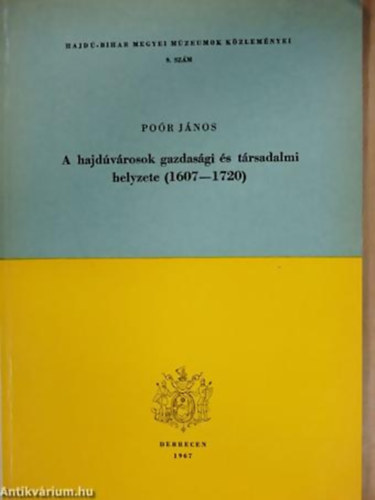 HAJDÚ-BIHAR MEGYEI MÚZEUMOK KÖZLEMÉNYEI
9. SZÁM
POÓR JÁNOS
A hajdúvárosok gazdasági és társadalmi
helyzete (1607—1720)
DEBRECEN
1967
Antikvárium.hu